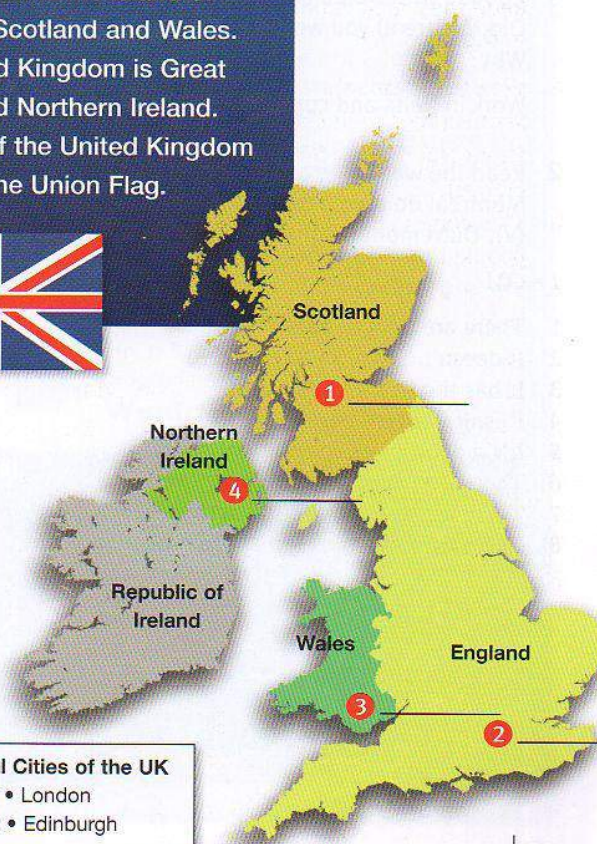 Scotland and Wales.
d Kingdom is Great
d Northern Ireland.
f the United Kingdom
ne Union Flag.
Scotland
1
Northern
Ireland
4
Republic of
Ireland
Wales
England
3
2
l Cities of the UK
• London
• Edinburgh